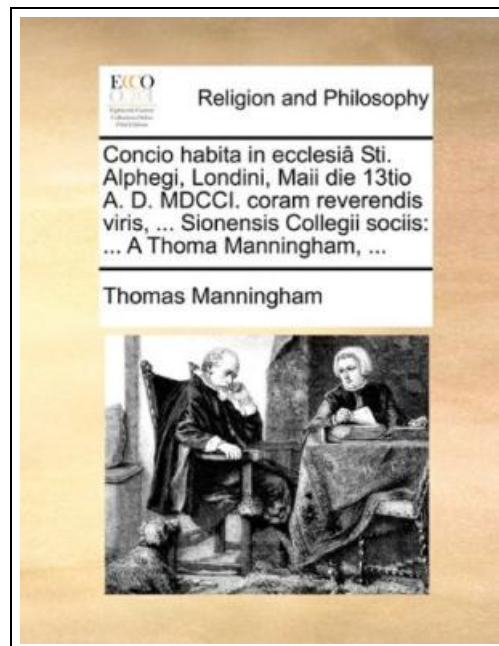 ECCO
Religion and Philosophy
Concio habita in ecclesiâ Sti.
Alphegi, Londini, Maii die 13tio
A. D. MDCCI. coram reverendis
viris, ... Sionensis Collegii sociis:
... A Thoma Manningham, ...
Thomas Manningham